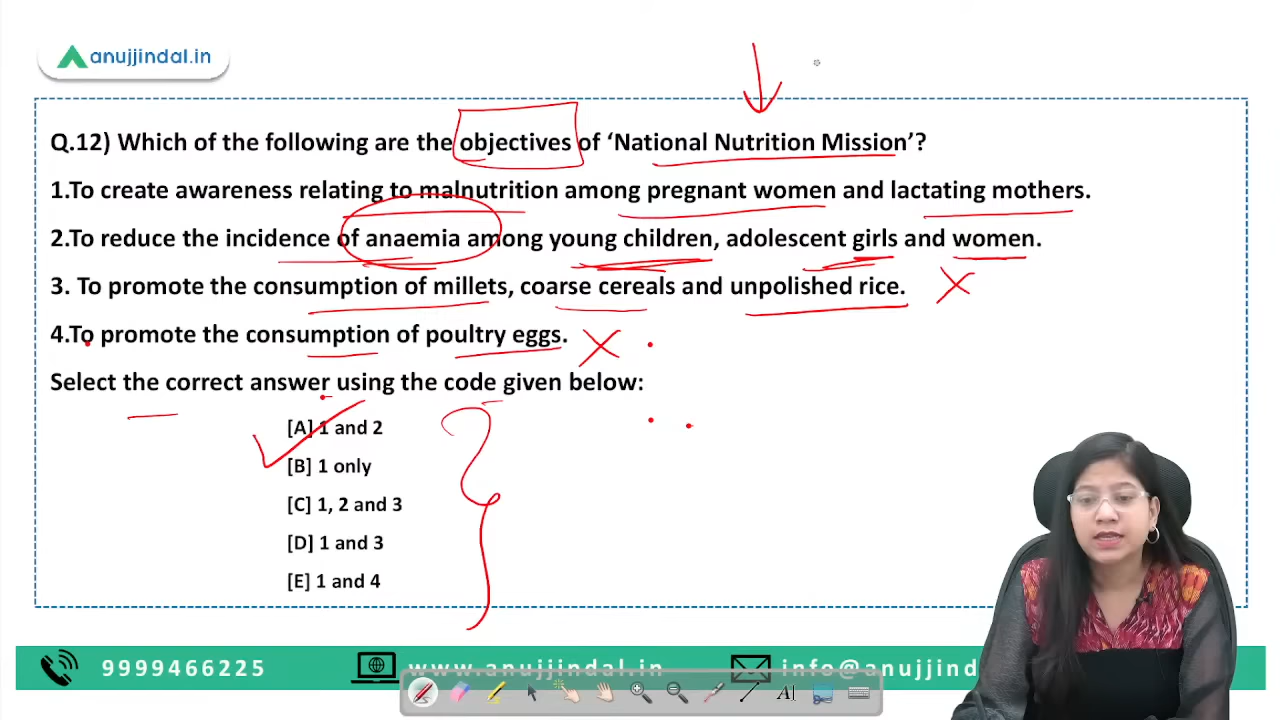 anujjindal.in
Q.12) Which of the following are the objectives of ‘National Nutrition Mission’?
1.To create awareness relating to malnutrition among pregnant women and lactating mothers.
2.To reduce the incidence of anaemia among young children, adolescent girls and women.
3. To promote the consumption of millets, coarse cereals and unpolished rice.
4.To promote the consumption of poultry eggs.
Select the correct answer using the code given below:
[A] 1 and 2
[B] 1 only
[C] 1, 2 and 3
[D] 1 and 3
[E] 1 and 4
9999466225 www.anujjindal.in info@anujjind
AI